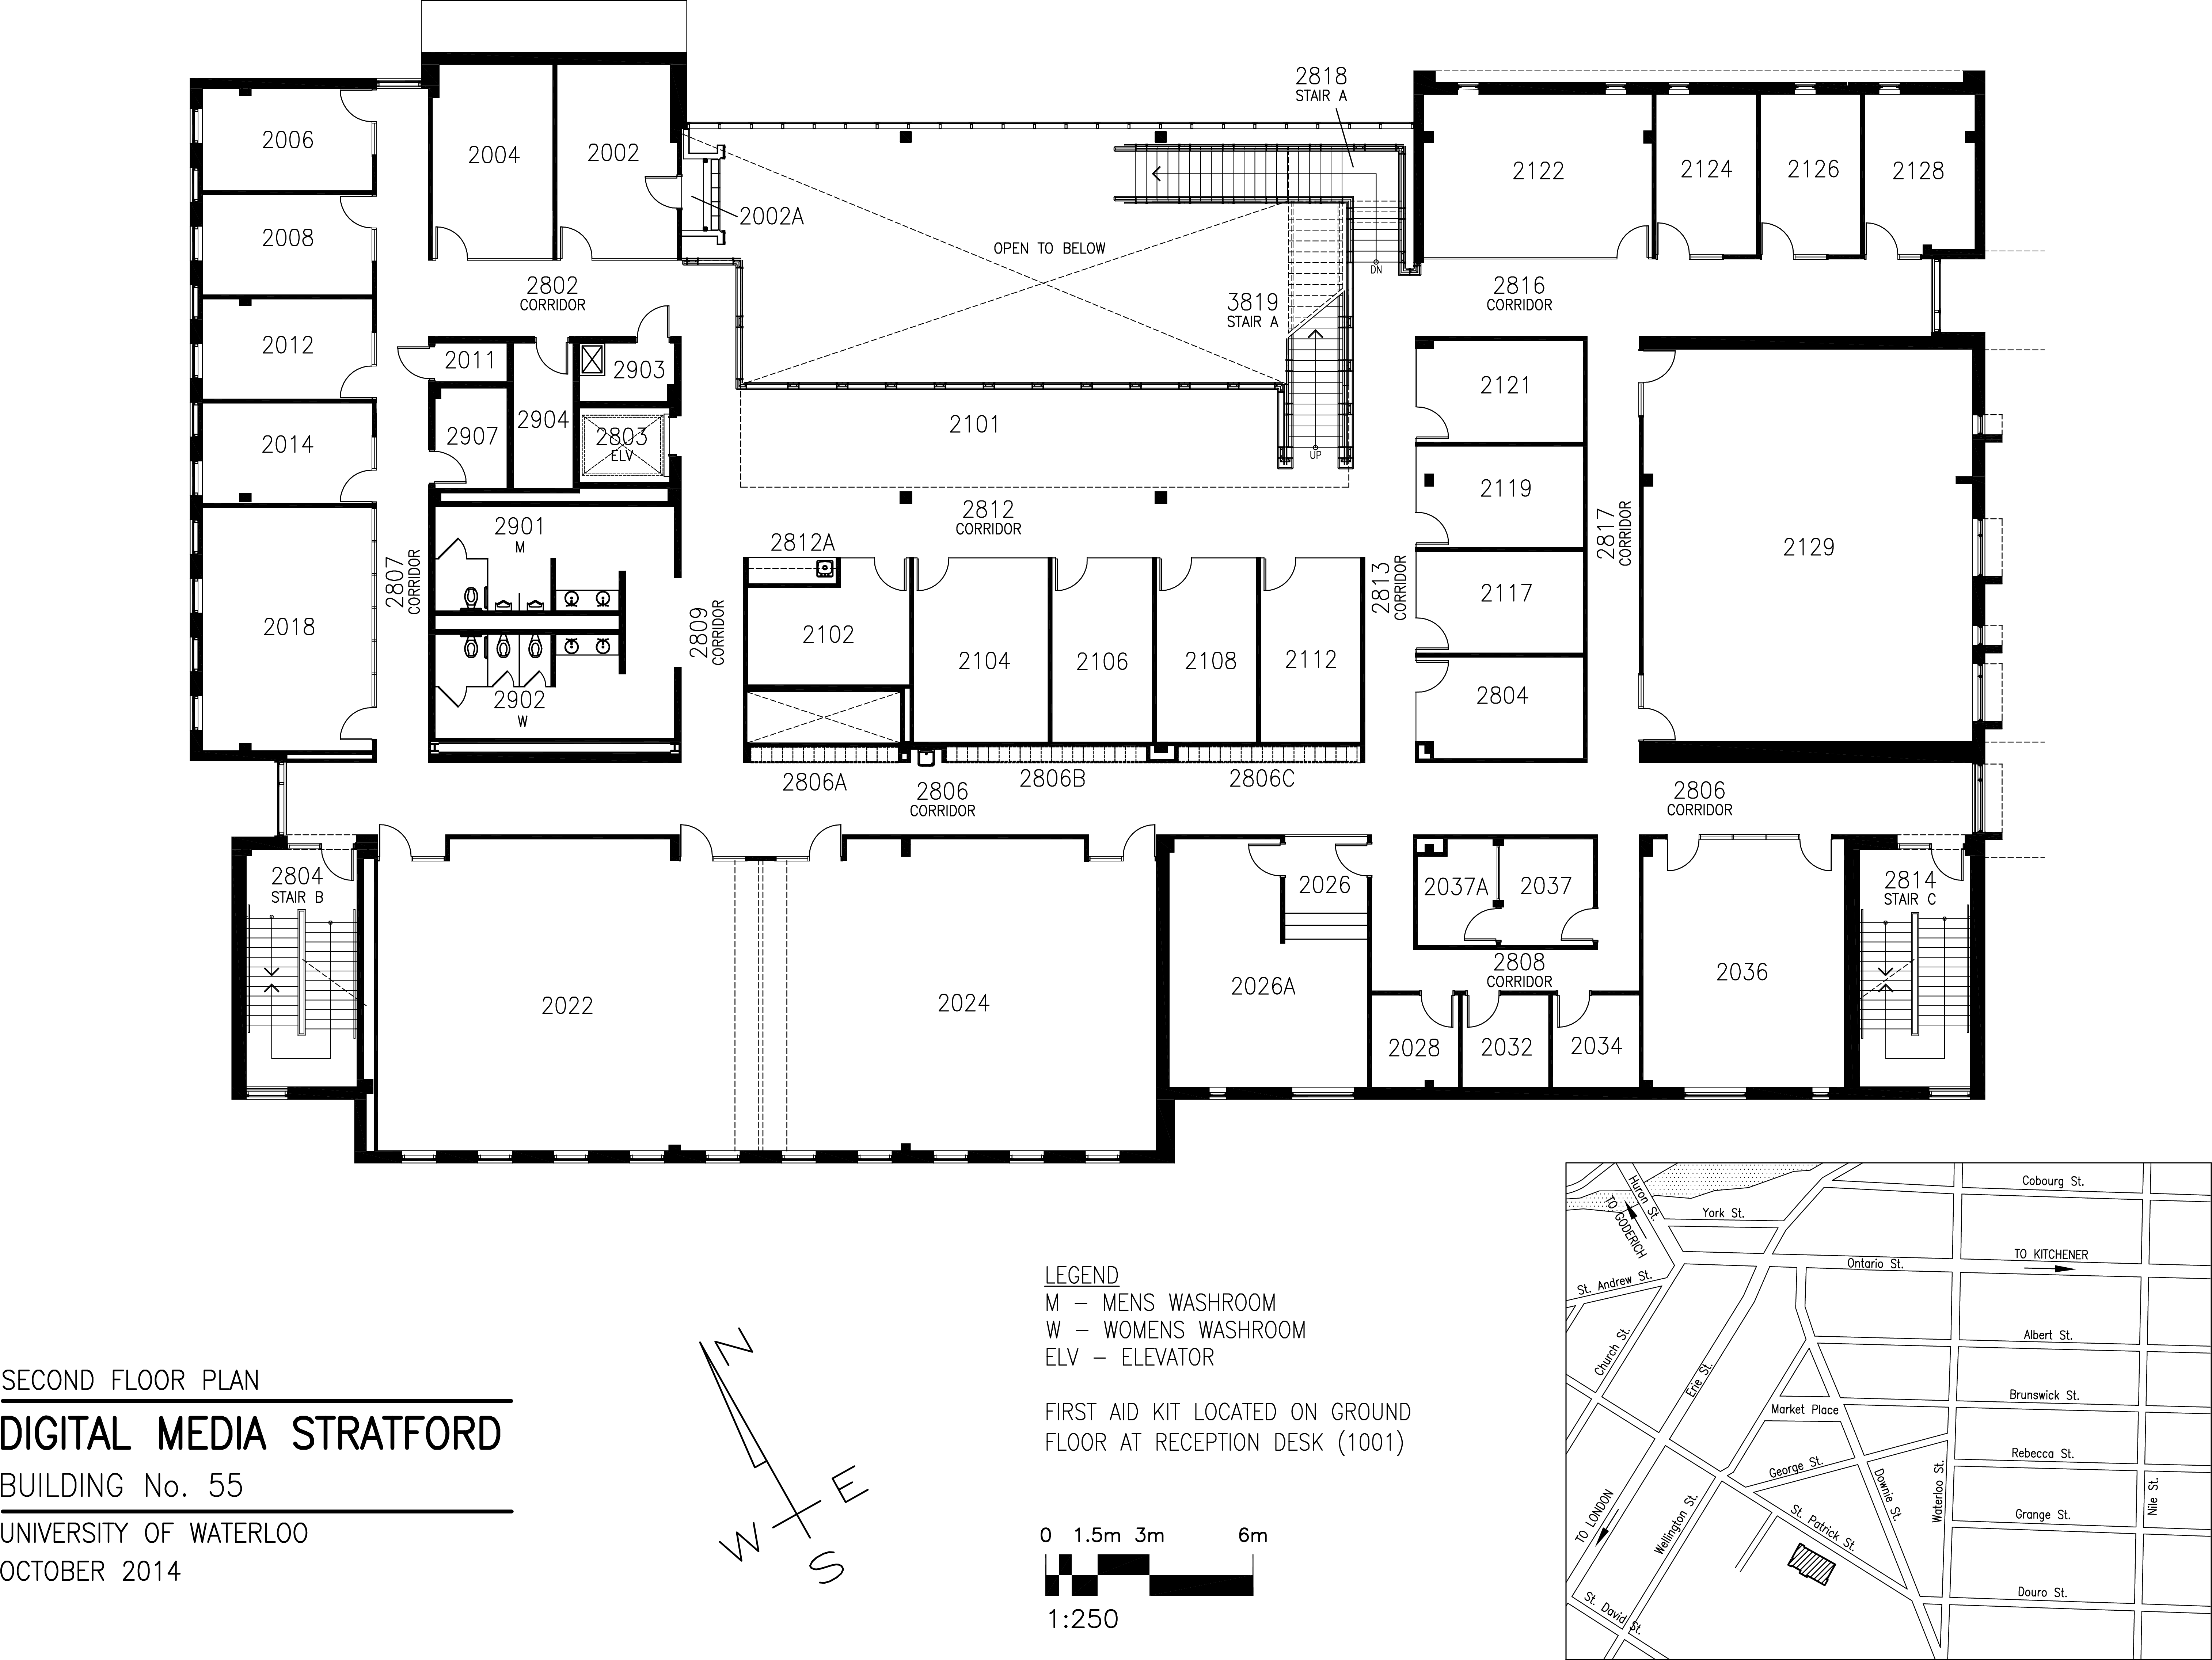 2818
STAIR A
2006
2004
2002
2122
2124
2126
2128
2002A
2008
OPEN TO BELOW
DN
2802
CORRIDOR
3819
STAIR A
2816
CORRIDOR
2012
2011
2903
2121
2904
2101
2014
2907
2803
ELV
UP
2119
2901
M
2812
CORRIDOR
2817
CORRIDOR
2812A
2129
2807
CORRIDOR
2813
CORRIDOR
2117
2018
2809
CORRIDOR
2102
2104
2106
2108
2112
2902
W
2804
2806A
2806
CORRIDOR
2806B
2806C
2806
CORRIDOR
2804
STAIR B
2026
2037A
2037
2814
STAIR C
2022
2024
2026A
2808
CORRIDOR
2036
2028
2032
2034
SECOND FLOOR PLAN
DIGITAL MEDIA STRATFORD
BUILDING No. 55
UNIVERSITY OF WATERLOO
OCTOBER 2014
N
E
W
S
LEGEND
M – MENS WASHROOM
W – WOMENS WASHROOM
ELV – ELEVATOR
FIRST AID KIT LOCATED ON GROUND
FLOOR AT RECEPTION DESK (1001)
0 1.5m 3m 6m
1:250
Huron St.
TO GODERICH
Cobourg St.
York St.
TO KITCHENER
Ontario St.
St. Andrew St.
Church St.
Albert St.
Erie St.
Brunswick St.
Market Place
Rebecca St.
George St.
Downie St.
Waterloo St.
Nile St.
TO LONDON
Wellington St.
St. Patrick St.
Grange St.
Douro St.
St. David St.